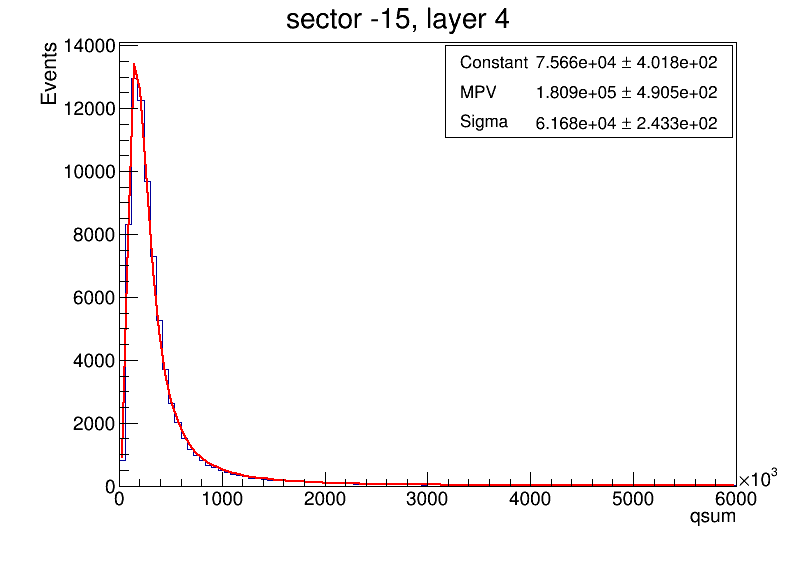 sector -15, layer 4
Constant 7.566e+04 ± 4.018e+02
MPV 1.809e+05 ± 4.905e+02
Sigma 6.168e+04 ± 2.433e+02
Events
14000
12000
10000
8000
6000
4000
2000
0
0 1000 2000 3000 4000 5000 6000
×10³
qsum